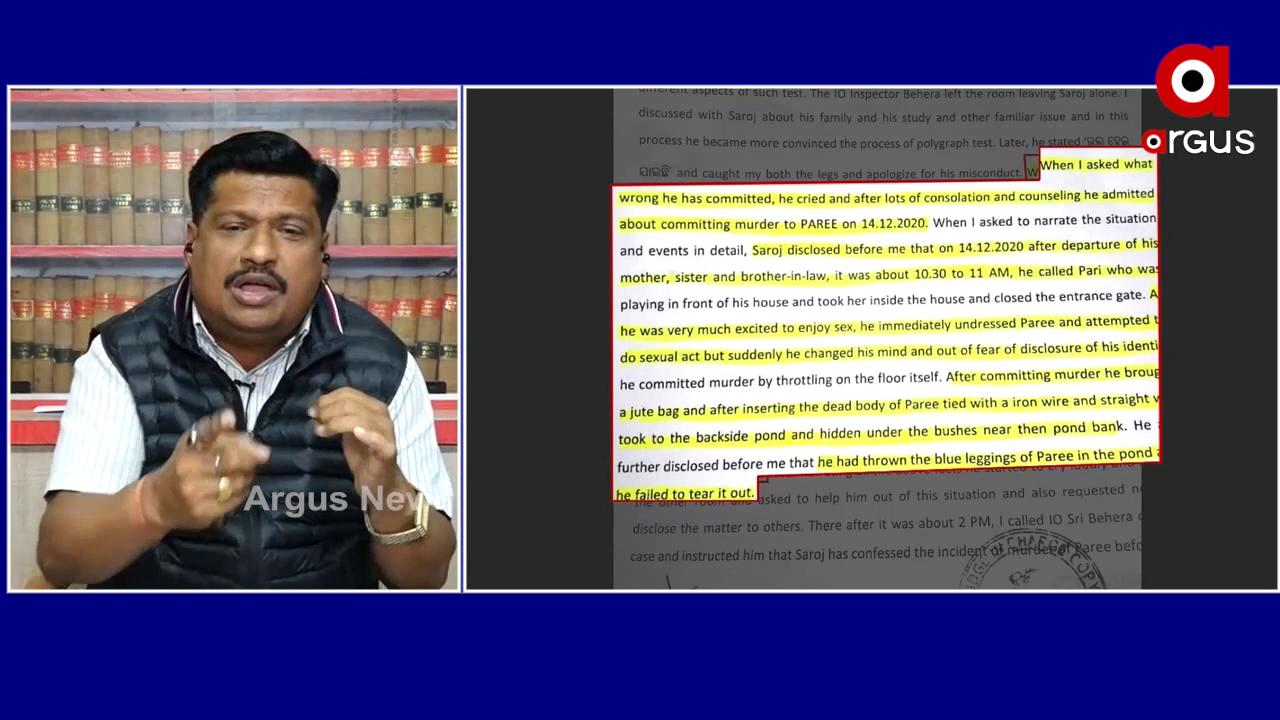 argus
different aspects of such test. The IO Inspector Behera left the room leaving Saroj alone. I
discussed with Saroj about his family and his study and other familiar issue and in this
process he became more convinced the process of polygraph test. Later, he stated
ଯାଇଛି and caught my both the legs and apologize for his misconduct. W When I asked what
wrong he has committed, he cried and after lots of consolation and counseling he admitted
about committing murder to PAREE on 14.12.2020. When I asked to narrate the situation
and events in detail, Saroj disclosed before me that on 14.12.2020 after departure of his
mother, sister and brother-in-law, it was about 10.30 to 11 AM, he called Pari who was
playing in front of his house and took her inside the house and closed the entrance gate. A
he was very much excited to enjoy sex, he immediately undressed Paree and attempted t
do sexual act but suddenly he changed his mind and out of fear of disclosure of his identi
he committed murder by throttling on the floor itself. After committing murder he broug
a jute bag and after inserting the dead body of Paree tied with a iron wire and straight w
took to the backside pond and hidden under the bushes near then pond bank. He
further disclosed before me that he had thrown the blue leggings of Paree in the pond a
he failed to tear it out.
the other room and asked to help him out of this situation and also requested no
disclose the matter to others. There after it was about 2 PM, I called IO Sri Behera
case and instructed him that Saroj has confessed the incident of murder of Paree befo
Argus New